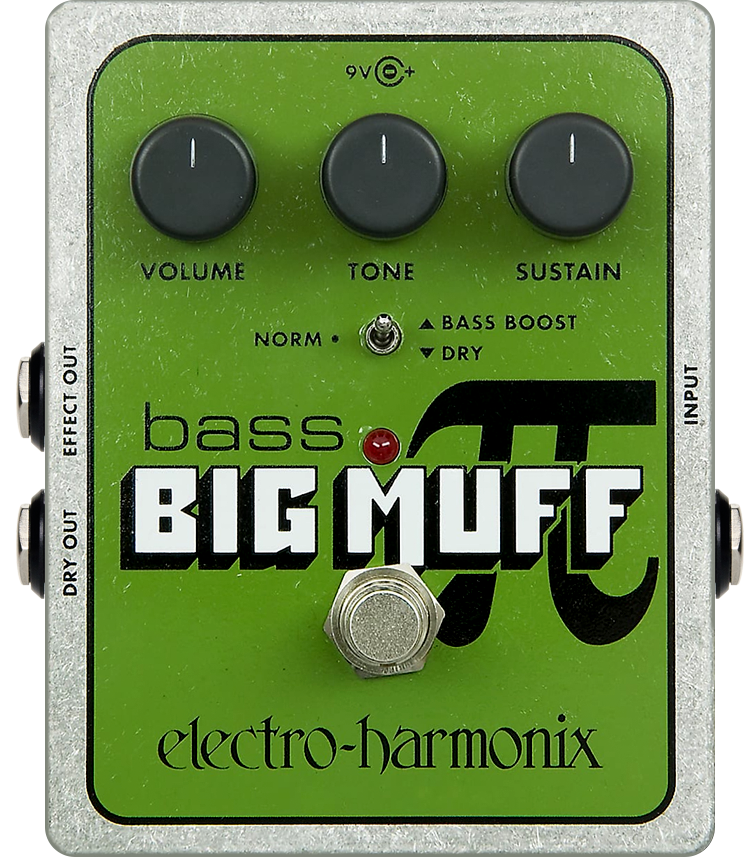 9V +
VOLUME TONE SUSTAIN
NORM • ▲ BASS BOOST
▼ DRY
EFFECT OUT
INPUT
bass π
BIG MUFF
DRY OUT
electro-harmonix